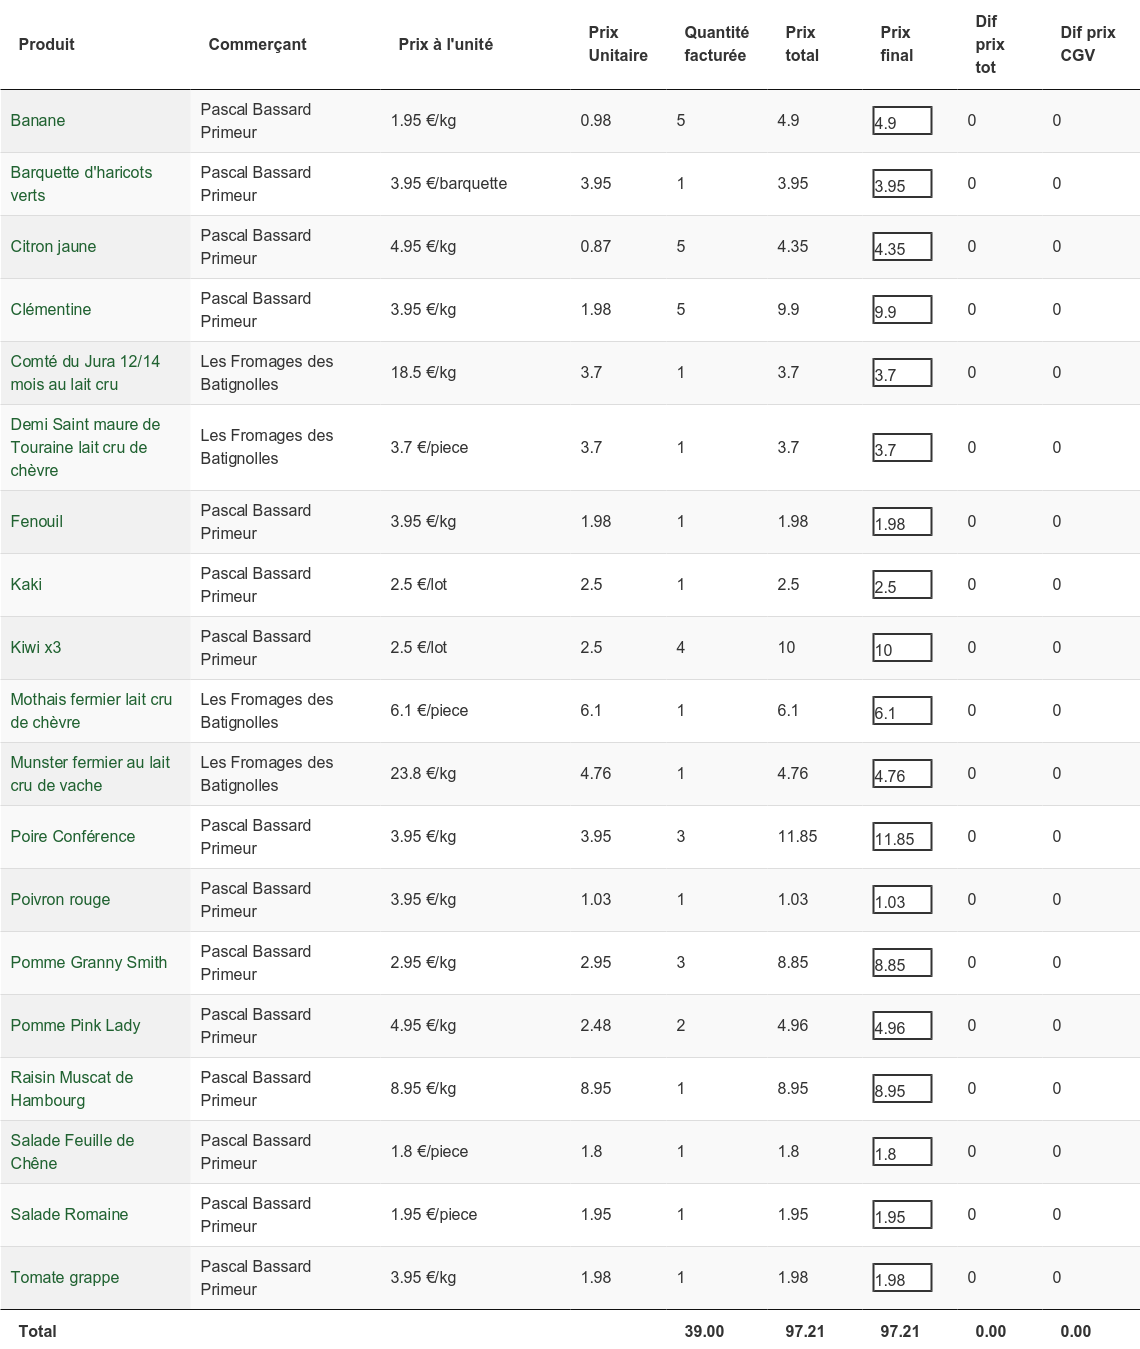 Produit Commerçant Prix à l'unité Prix Unitaire Quantité facturée Prix total Prix final Dif prix tot Dif prix CGV
Banane Pascal Bassard Primeur 1.95 €/kg 0.98 5 4.9 4.9 0 0
Barquette d'haricots verts Pascal Bassard Primeur 3.95 €/barquette 3.95 1 3.95 3.95 0 0
Citron jaune Pascal Bassard Primeur 4.95 €/kg 0.87 5 4.35 4.35 0 0
Clémentine Pascal Bassard Primeur 3.95 €/kg 1.98 5 9.9 9.9 0 0
Comté du Jura 12/14 mois au lait cru Les Fromages des Batignolles 18.5 €/kg 3.7 1 3.7 3.7 0 0
Demi Saint maure de Touraine lait cru de chèvre Les Fromages des Batignolles 3.7 €/piece 3.7 1 3.7 3.7 0 0
Fenouil Pascal Bassard Primeur 3.95 €/kg 1.98 1 1.98 1.98 0 0
Kaki Pascal Bassard Primeur 2.5 €/lot 2.5 1 2.5 2.5 0 0
Kiwi x3 Pascal Bassard Primeur 2.5 €/lot 2.5 4 10 10 0 0
Mothais fermier lait cru de chèvre Les Fromages des Batignolles 6.1 €/piece 6.1 1 6.1 6.1 0 0
Munster fermier au lait cru de vache Les Fromages des Batignolles 23.8 €/kg 4.76 1 4.76 4.76 0 0
Poire Conférence Pascal Bassard Primeur 3.95 €/kg 3.95 3 11.85 11.85 0 0
Poivron rouge Pascal Bassard Primeur 3.95 €/kg 1.03 1 1.03 1.03 0 0
Pomme Granny Smith Pascal Bassard Primeur 2.95 €/kg 2.95 3 8.85 8.85 0 0
Pomme Pink Lady Pascal Bassard Primeur 4.95 €/kg 2.48 2 4.96 4.96 0 0
Raisin Muscat de Hambourg Pascal Bassard Primeur 8.95 €/kg 8.95 1 8.95 8.95 0 0
Salade Feuille de Chêne Pascal Bassard Primeur 1.8 €/piece 1.8 1 1.8 1.8 0 0
Salade Romaine Pascal Bassard Primeur 1.95 €/piece 1.95 1 1.95 1.95 0 0
Tomate grappe Pascal Bassard Primeur 3.95 €/kg 1.98 1 1.98 1.98 0 0
Total 39.00 97.21 97.21 0.00 0.00